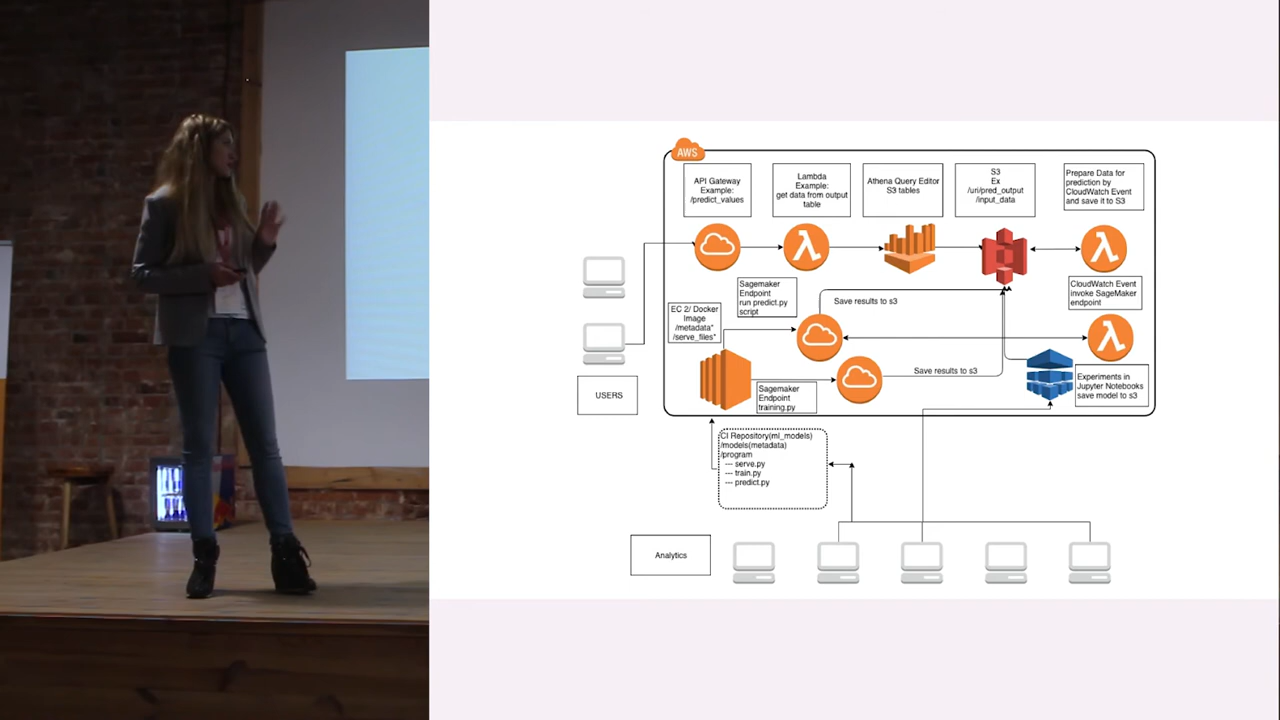 AWS
API Gateway
Example:
/predict_values
Lambda
Example:
get data from output
table
Athena Query Editor
S3 tables
S3
Ex
/uri/pred_output
/input_data
Prepare Data for
prediction by
CloudWatch Event
and save it to S3
Sagemaker
Endpoint
run predict.py
script
Save results to s3
CloudWatch Event
invoke SageMaker
endpoint
EC 2/ Docker
Image
/metadata"
/serve_files"
USERS
Sagemaker
Endpoint
training.py
Save results to s3
Experiments in
Jupyter Notebooks
save model to s3
CI Repository(ml_models)
/models(metadata)
/program
--- serve.py
--- train.py
--- predict.py
Analytics